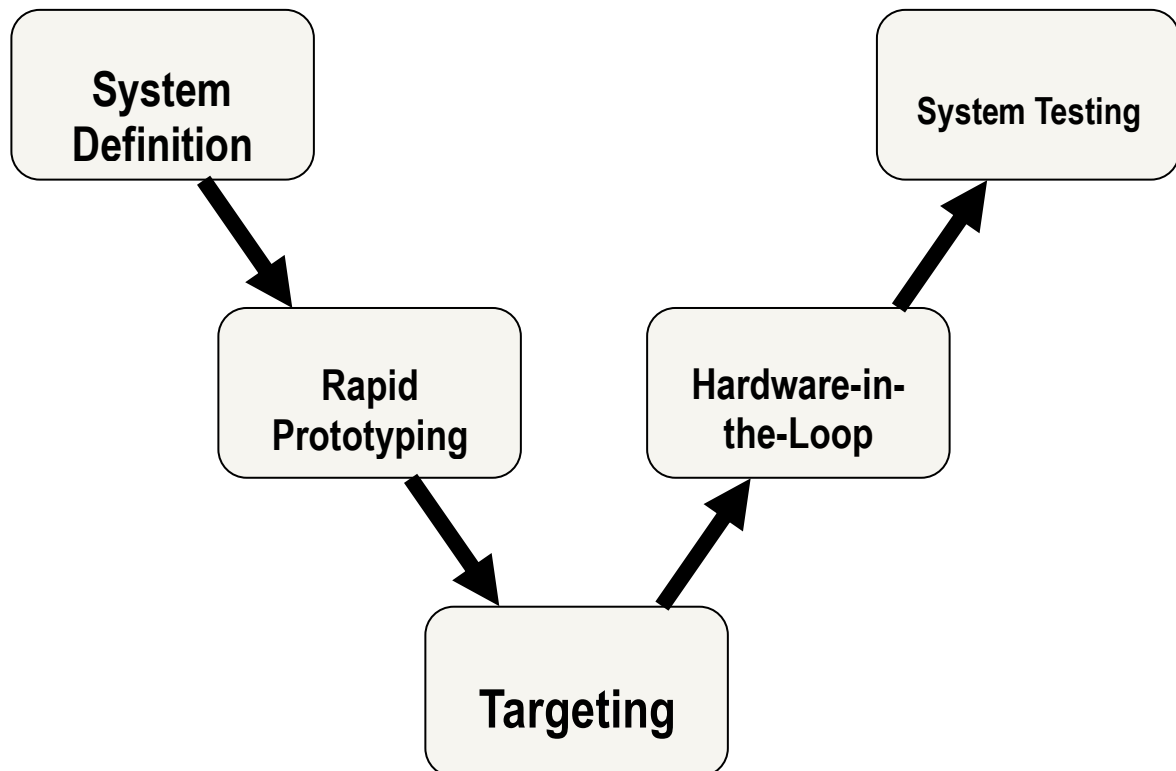 System
Definition
System Testing
Rapid
Prototyping
Hardware-in-
the-Loop
Targeting